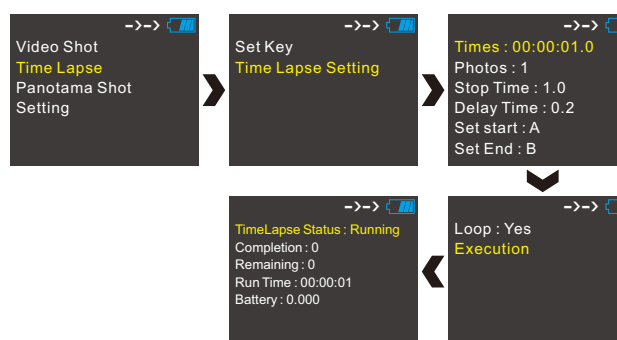 –>–>
Video Shot
Time Lapse
Panotama Shot
Setting
–>–>
Set Key
Time Lapse Setting
–>–>
Times : 00:00:01.0
Photos : 1
Stop Time : 1.0
Delay Time : 0.2
Set start : A
Set End : B
–>–>
Loop : Yes
Execution
–>–>
TimeLapse Status : Running
Completion : 0
Remaining : 0
Run Time : 00:00:01
Battery : 0.000